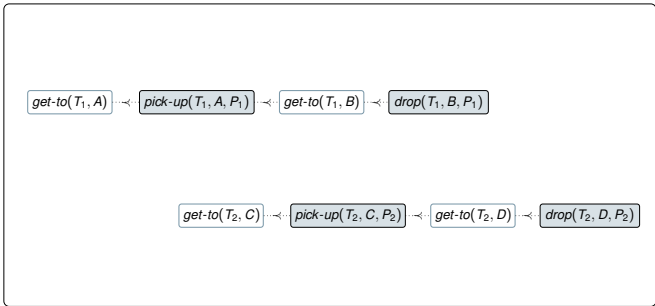 get-to(T₁, A) ≺ pick-up(T₁, A, P₁) ≺ get-to(T₁, B) ≺ drop(T₁, B, P₁)
get-to(T₂, C) ≺ pick-up(T₂, C, P₂) ≺ get-to(T₂, D) ≺ drop(T₂, D, P₂)